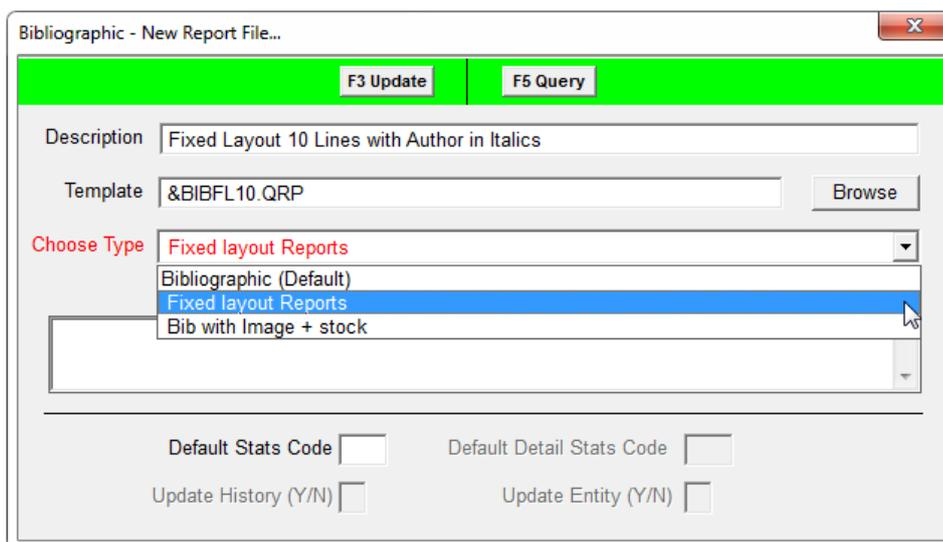 Bibliographic - New Report File...
F3 Update F5 Query
Description Fixed Layout 10 Lines with Author in Italics
Template &BIBFL10.QRP Browse
Choose Type Fixed layout Reports
Bibliographic (Default)
Fixed layout Reports
Bib with Image + stock
Default Stats Code Default Detail Stats Code
Update History (Y/N) Update Entity (Y/N)